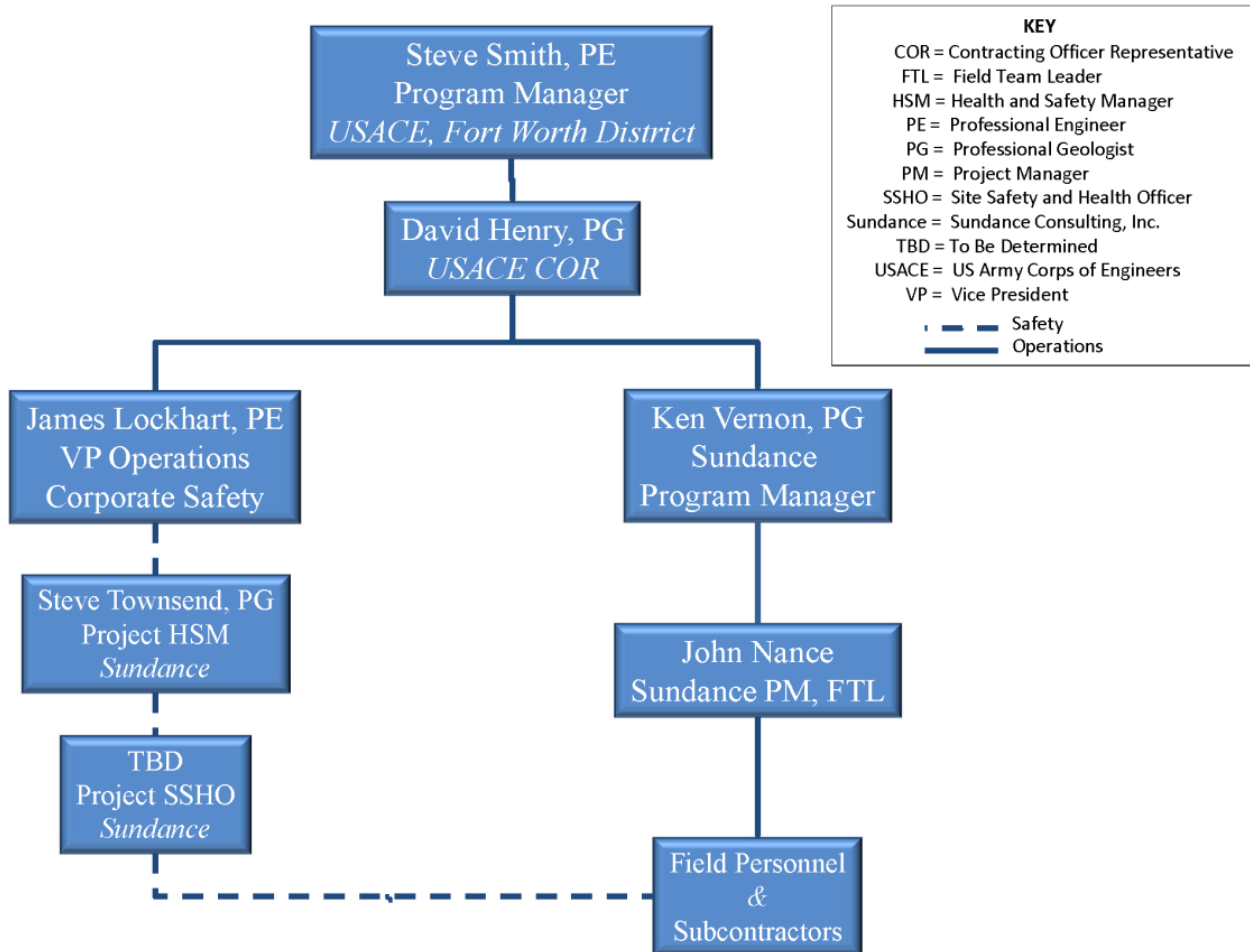 Steve Smith, PE
Program Manager
USACE, Fort Worth District
David Henry, PG
USACE COR
James Lockhart, PE
VP Operations
Corporate Safety
Steve Townsend, PG
Project HSM
Sundance
TBD
Project SSHO
Sundance
Ken Vernon, PG
Sundance
Program Manager
John Nance
Sundance PM, FTL
Field Personnel
&
Subcontractors
KEY
COR = Contracting Officer Representative
FTL = Field Team Leader
HSM = Health and Safety Manager
PE = Professional Engineer
PG = Professional Geologist
PM = Project Manager
SSHO = Site Safety and Health Officer
Sundance = Sundance Consulting, Inc.
TBD = To Be Determined
USACE = US Army Corps of Engineers
VP = Vice President
Safety
Operations